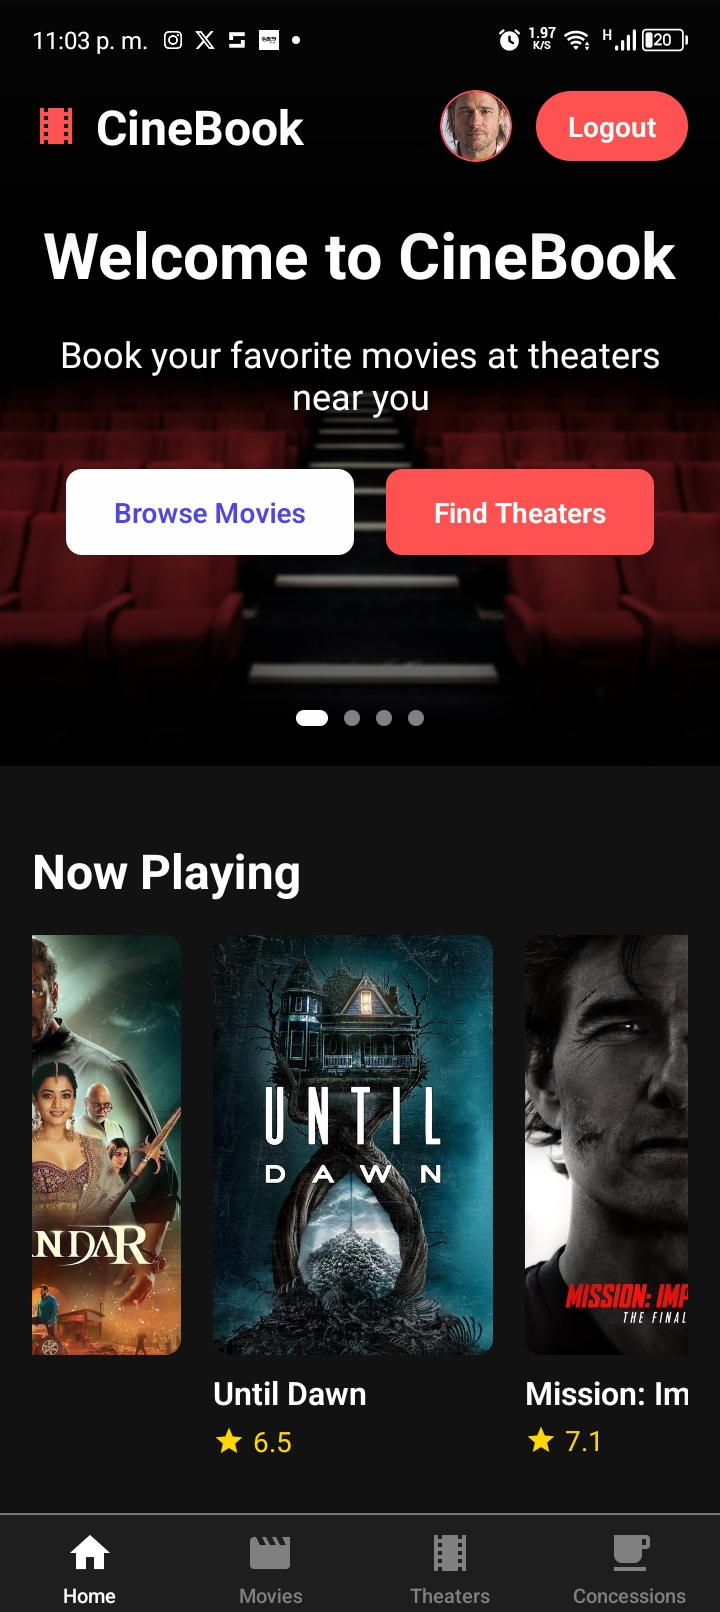 11:03 p. m.
1.97
K/S
H
20
CineBook
Logout
Welcome to CineBook
Book your favorite movies at theaters
near you
Browse Movies
Find Theaters
Now Playing
NDAR
UNTIL
DAWN
MISSION: IMP
THE FINAL
Until Dawn
Mission: Im
6.5
7.1
Home
Movies
Theaters
Concessions